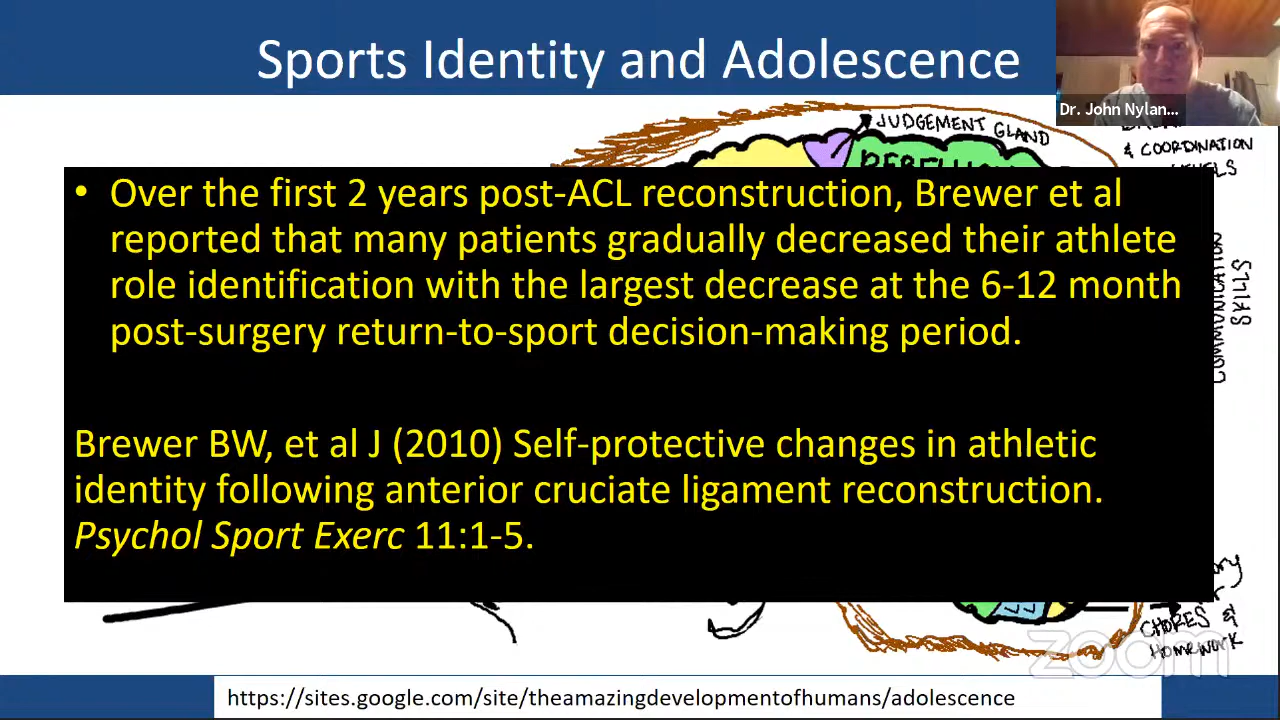 Sports Identity and Adolescence
Dr. John Nylan...
JUDGEMENT GLAND
& COORDINATION
• Over the first 2 years post-ACL reconstruction, Brewer et al
reported that many patients gradually decreased their athlete
role identification with the largest decrease at the 6-12 month
post-surgery return-to-sport decision-making period.
COMMUNICATION
SKILLS
Brewer BW, et al J (2010) Self-protective changes in athletic
identity following anterior cruciate ligament reconstruction.
Psychol Sport Exerc 11:1-5.
CHORES &
HOMEWORK
zoom
https://sites.google.com/site/theamazingdevelopmentofhumans/adolescence